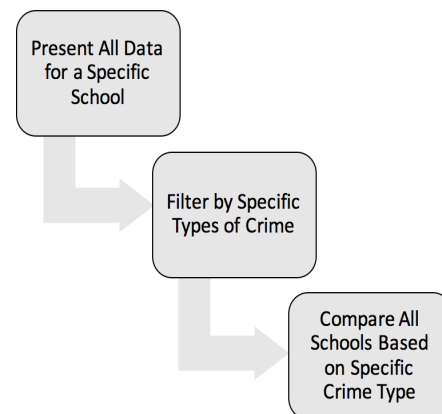 Present All Data
for a Specific
School
Filter by Specific
Types of Crime
Compare All
Schools Based
on Specific
Crime Type